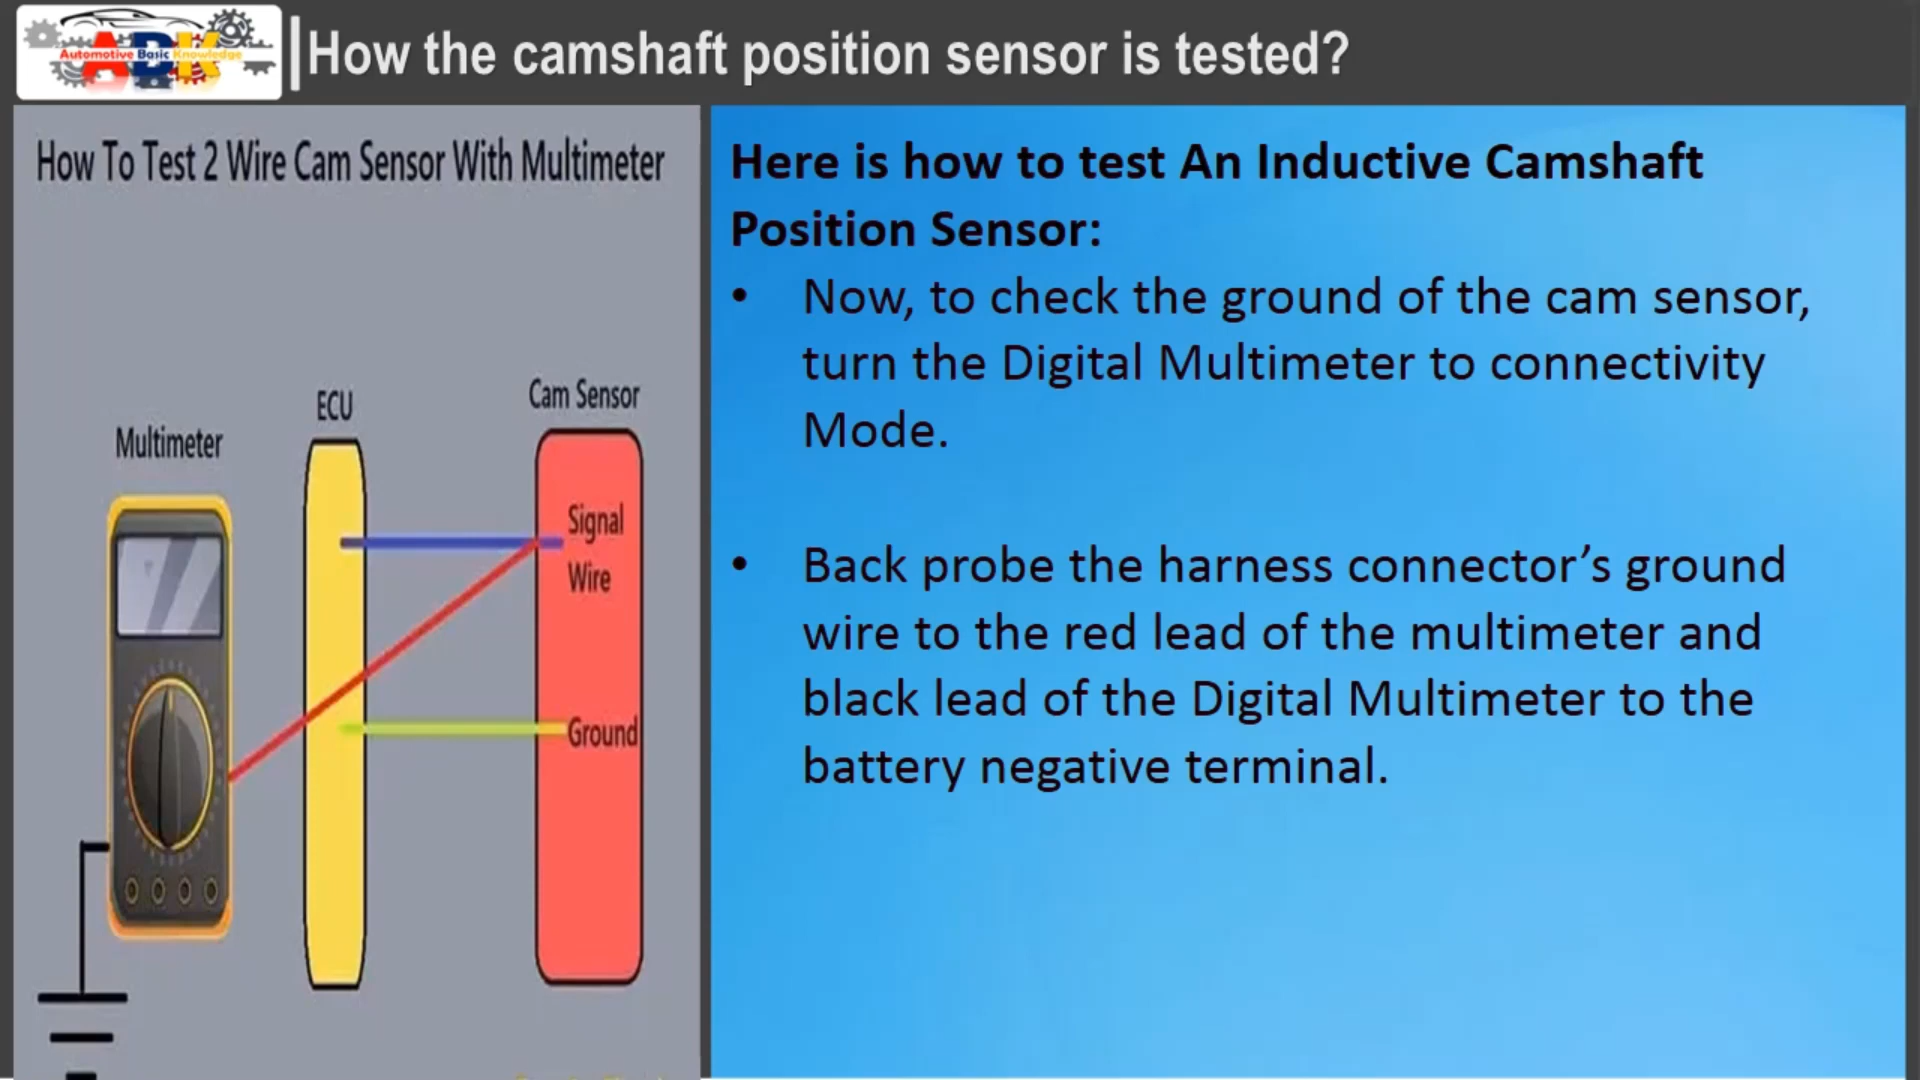 ABK
Automotive Basic Knowledge
How the camshaft position sensor is tested?
How To Test 2 Wire Cam Sensor With Multimeter
Multimeter
ECU
Cam Sensor
Signal
Wire
Ground
Here is how to test An Inductive Camshaft
Position Sensor:
• Now, to check the ground of the cam sensor,
turn the Digital Multimeter to connectivity
Mode.
• Back probe the harness connector’s ground
wire to the red lead of the multimeter and
black lead of the Digital Multimeter to the
battery negative terminal.